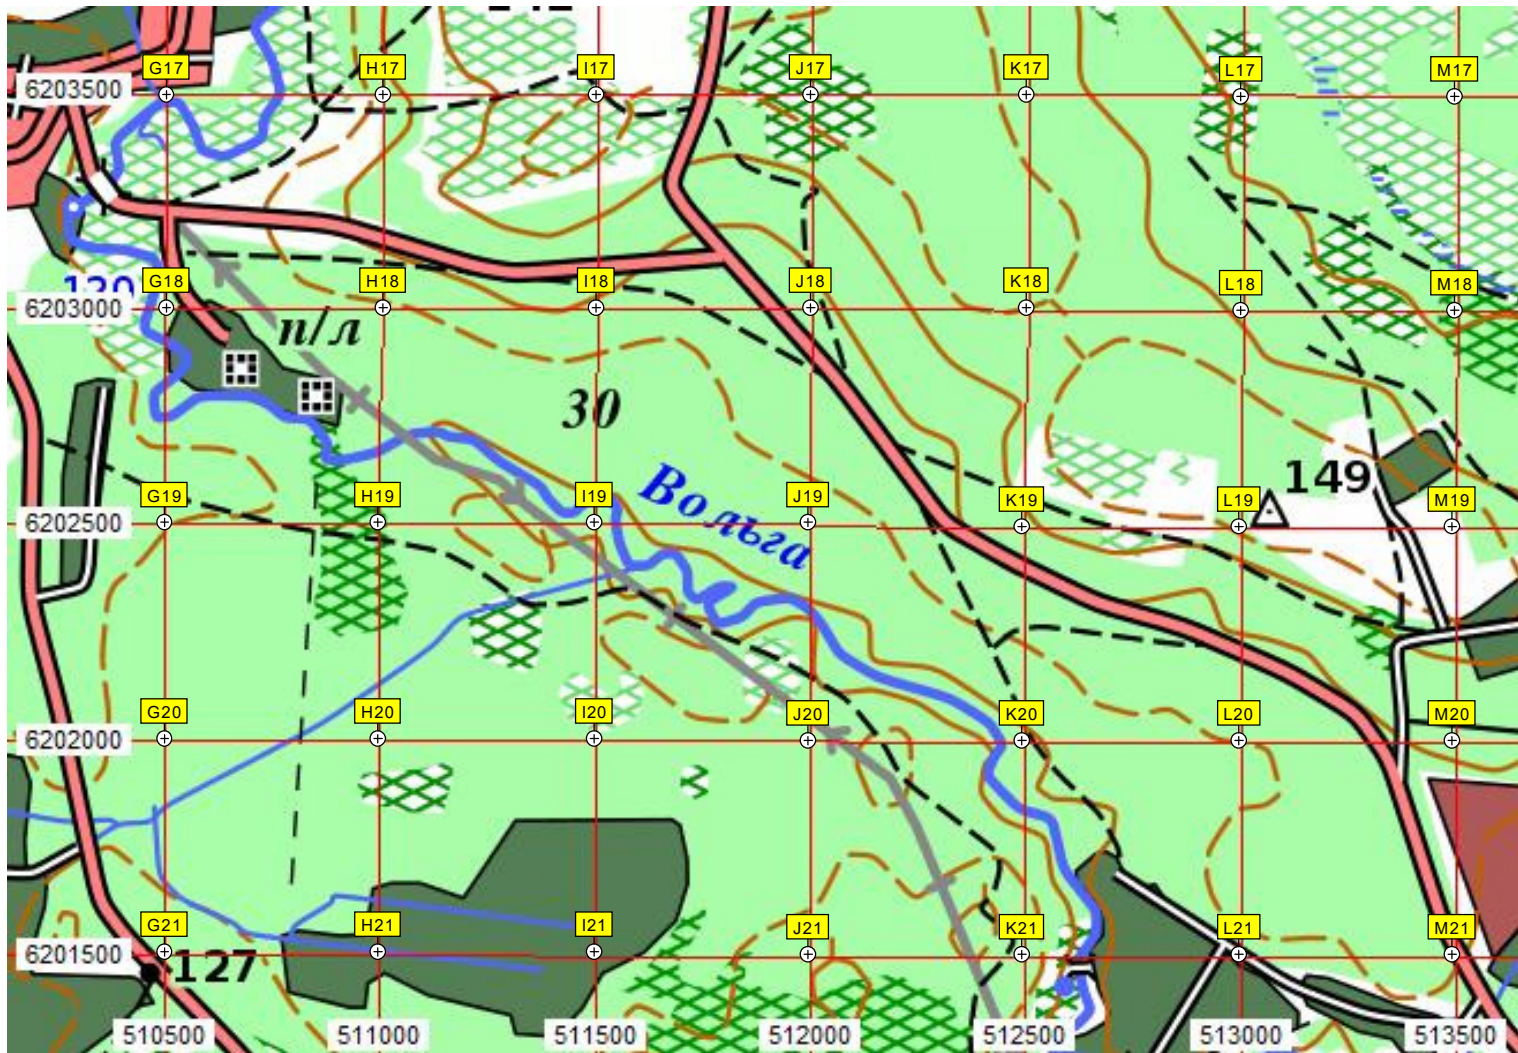 G17 H17 I17 J17 K17 L17 M17
6203500
120
G18 H18 I18 J18 K18 L18 M18
6203000
п/л
30
149
Вольга
G19 H19 I19 J19 K19 L19 M19
6202500
G20 H20 I20 J20 K20 L20 M20
6202000
G21 H21 I21 J21 K21 L21 M21
6201500
127
510500 511000 511500 512000 512500 513000 513500